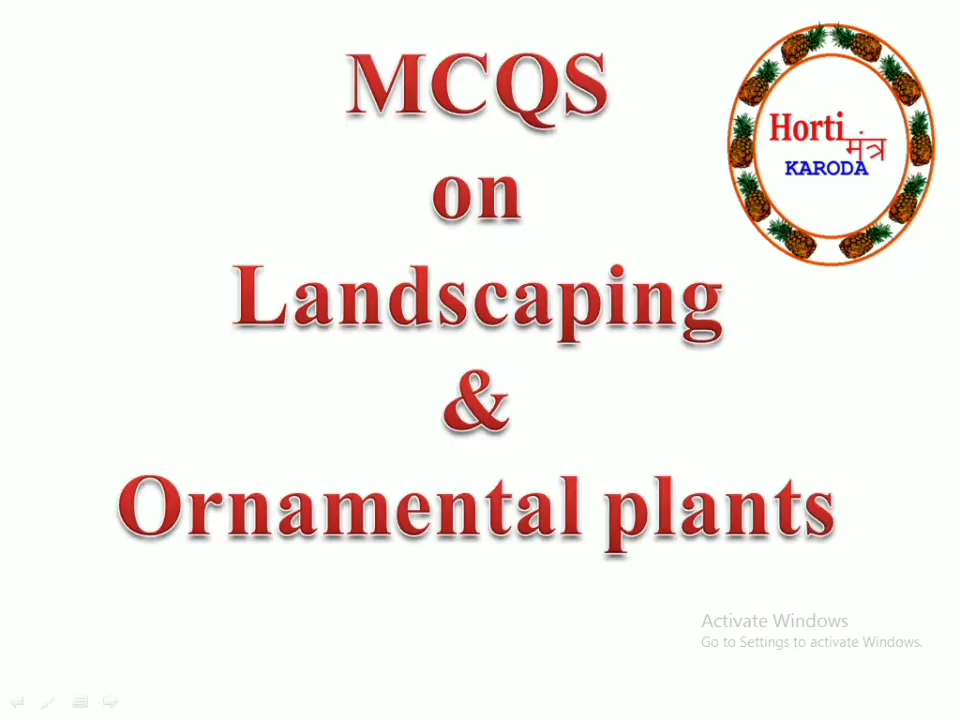 MCQS
on
Landscaping
&
Ornamental plants
Horti
मंत्र
KARODA
Activate Windows
Go to Settings to activate Windows.